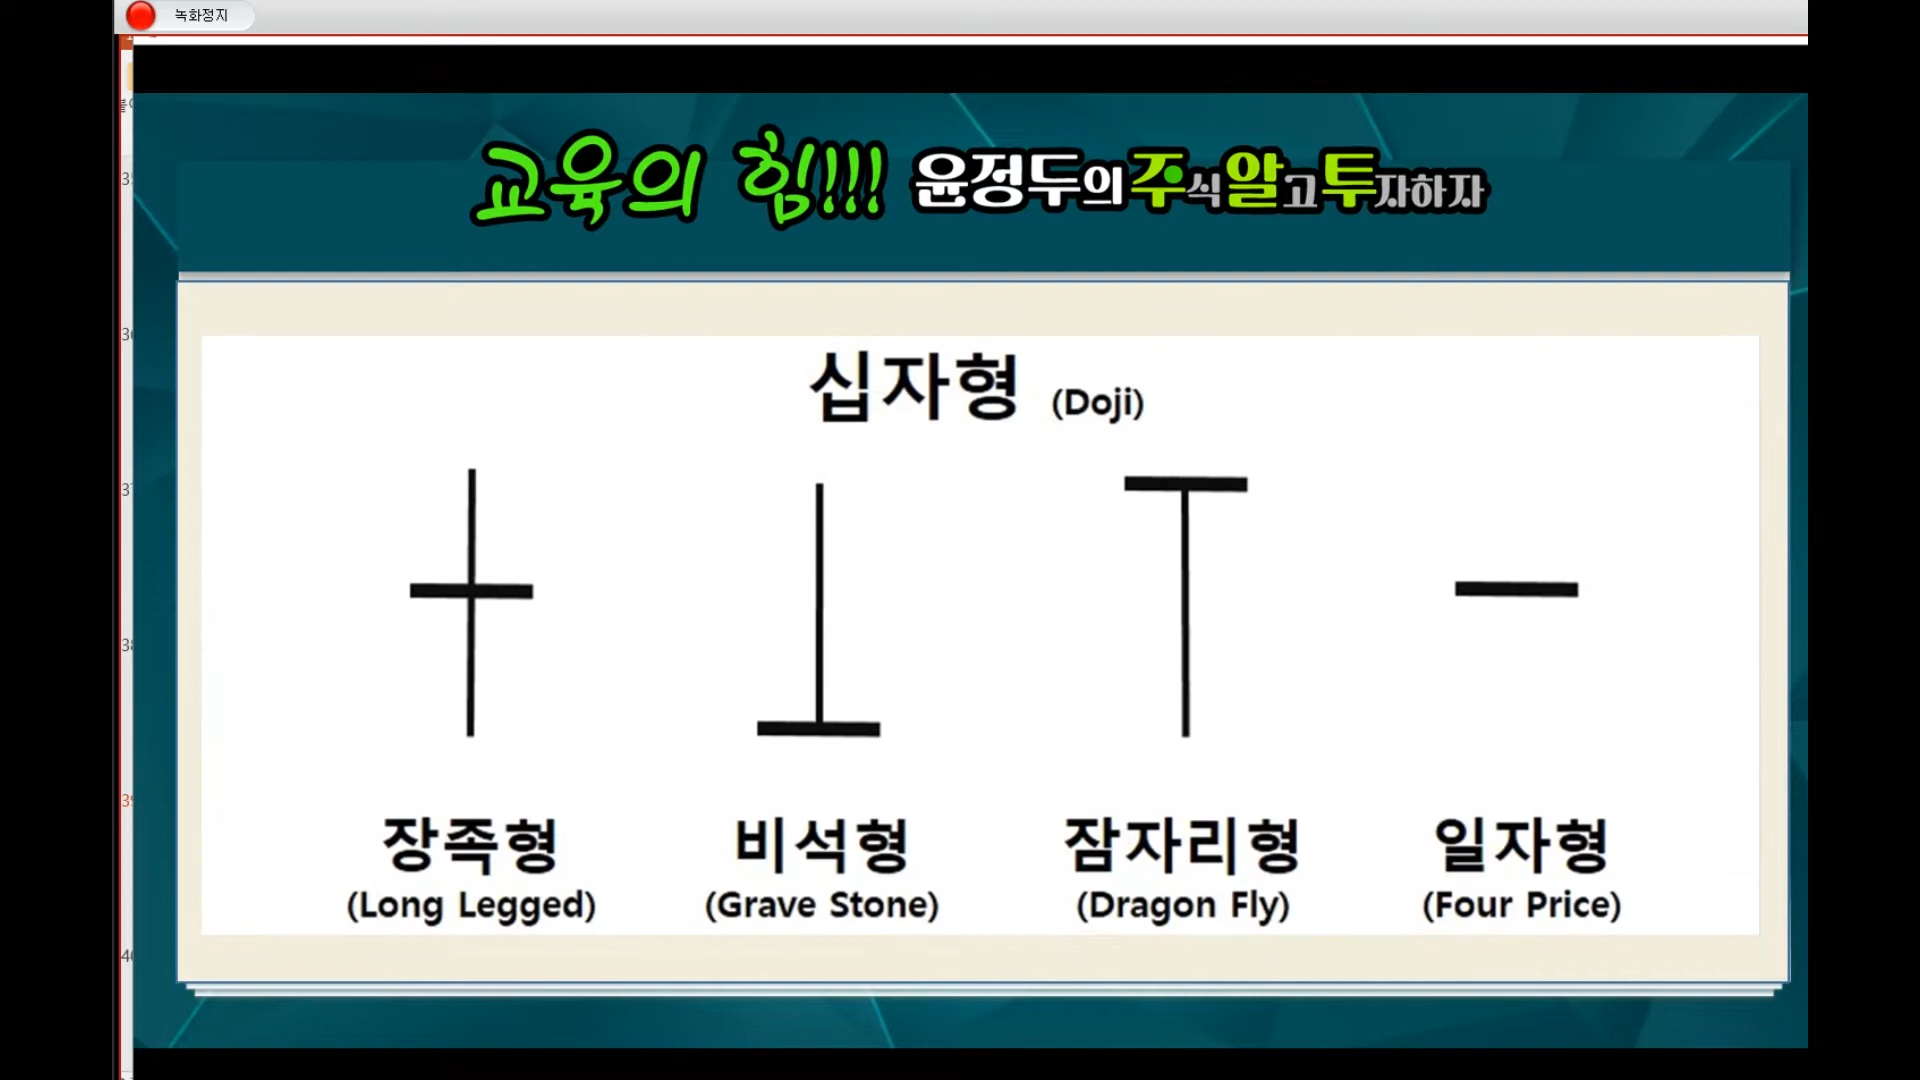 녹화정지
교육의 힘!!! 윤정두의 주식알고투자하자
십자형 (Doji)
장족형 비석형 잠자리형 일자형
(Long Legged) (Grave Stone) (Dragon Fly) (Four Price)